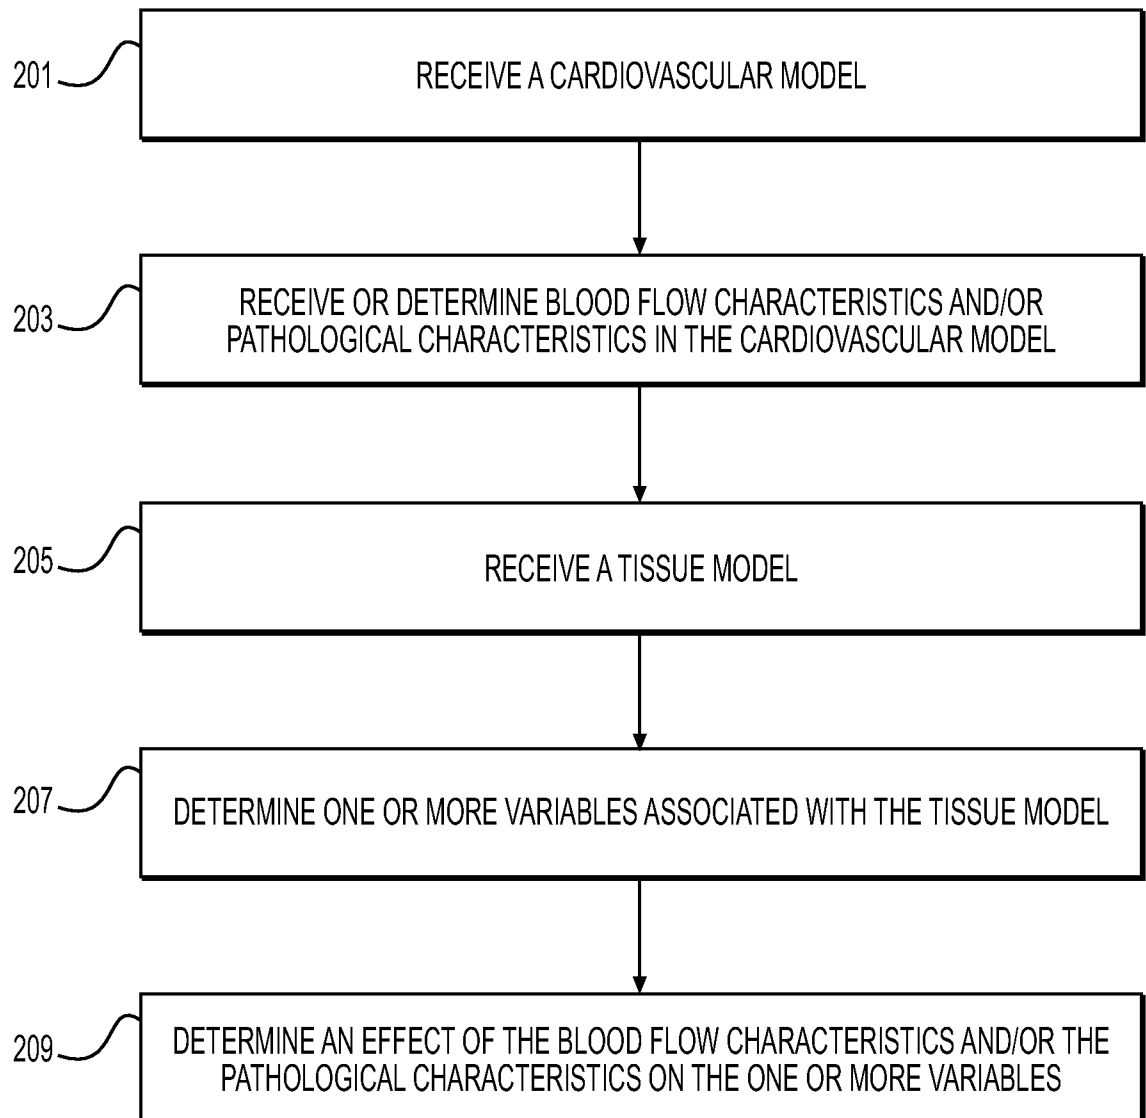 201
RECEIVE A CARDIOVASCULAR MODEL
203
RECEIVE OR DETERMINE BLOOD FLOW CHARACTERISTICS AND/OR
PATHOLOGICAL CHARACTERISTICS IN THE CARDIOVASCULAR MODEL
205
RECEIVE A TISSUE MODEL
207
DETERMINE ONE OR MORE VARIABLES ASSOCIATED WITH THE TISSUE MODEL
209
DETERMINE AN EFFECT OF THE BLOOD FLOW CHARACTERISTICS AND/OR THE
PATHOLOGICAL CHARACTERISTICS ON THE ONE OR MORE VARIABLES